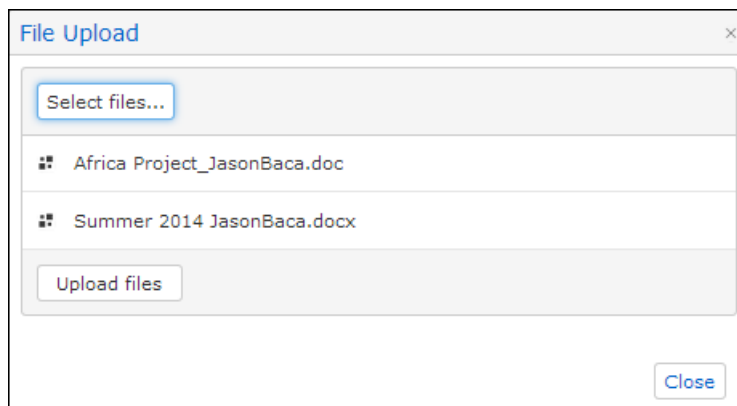 File Upload
Select files...
Africa Project_JasonBaca.doc
Summer 2014 JasonBaca.docx
Upload files
Close